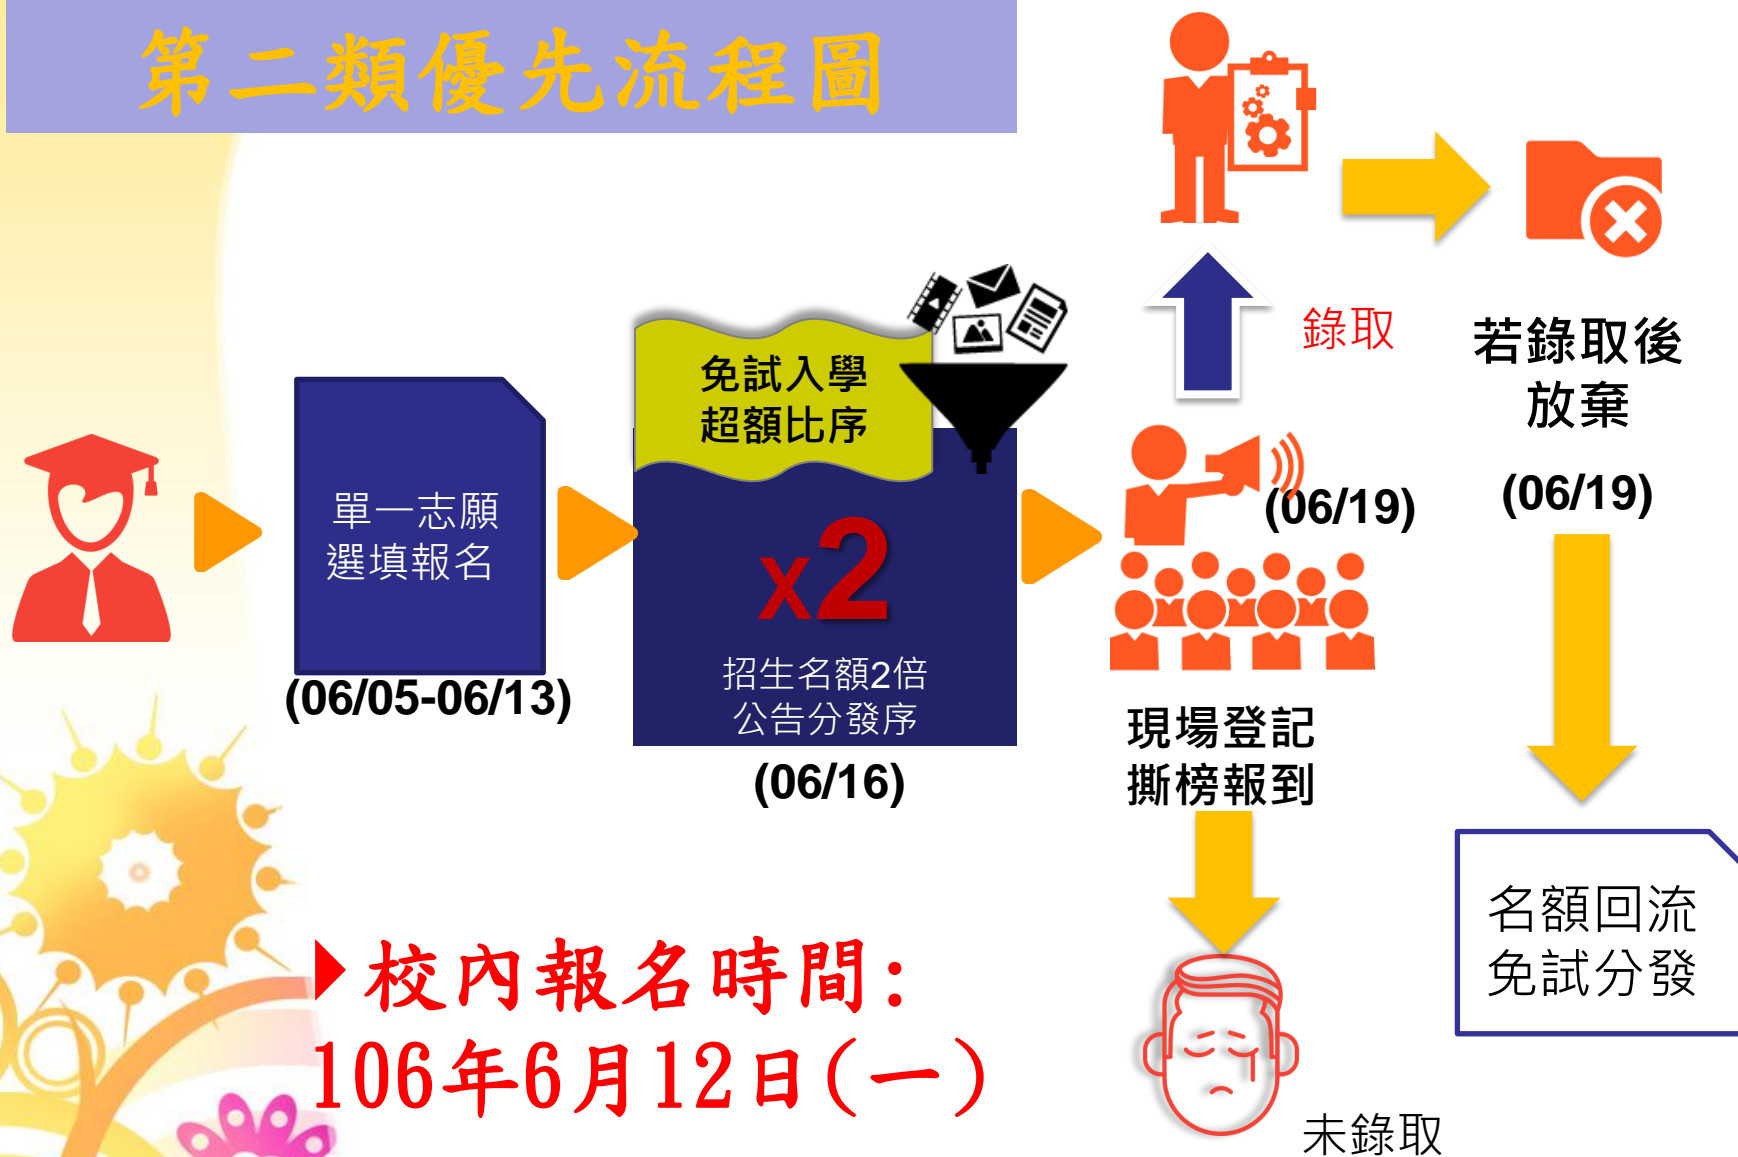 第二類優先流程圖
單一志願
選填報名
(06/05-06/13)
免試入學
超額比序
x2
招生名額2倍
公告分發序
(06/16)
(06/19)
現場登記
撕榜報到
錄取
若錄取後
放棄
(06/19)
名額回流
免試分發
未錄取
校內報名時間:
106年6月12日(一)